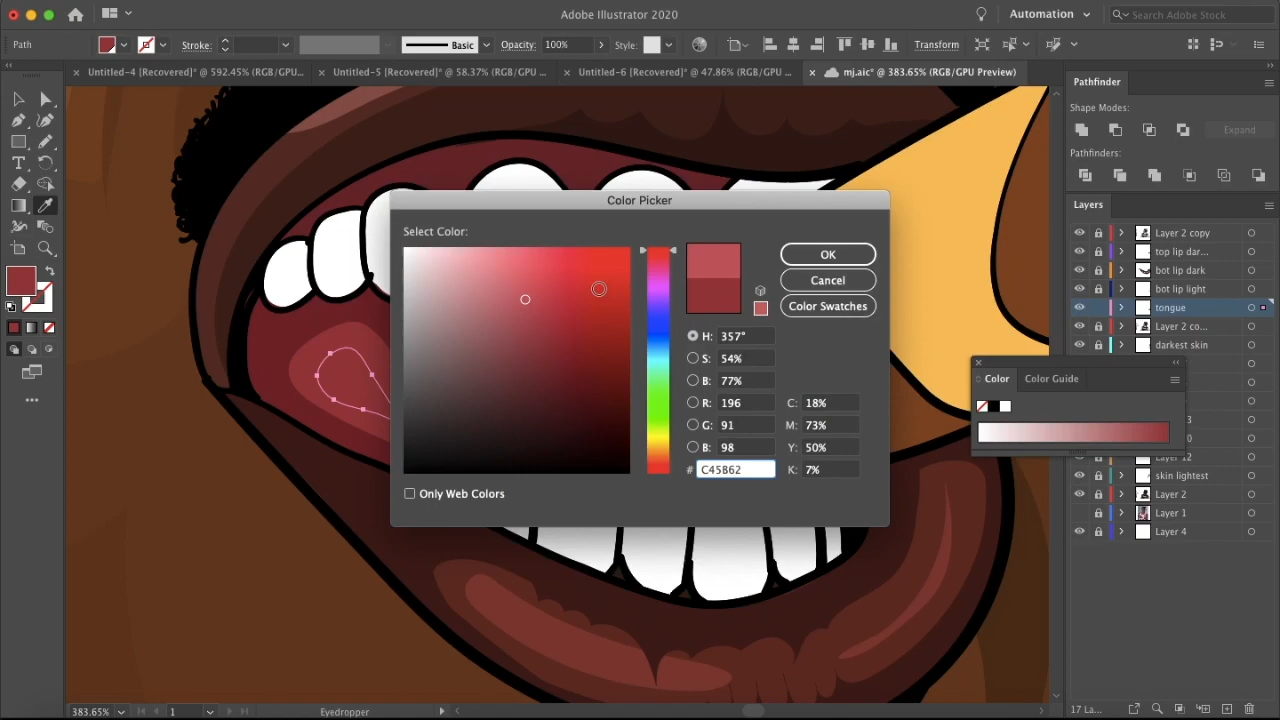 Adobe Illustrator 2020
Automation
Search Adobe Stock
Path
Stroke:
Basic
Opacity: 100%
Style:
Transform
Untitled-4 [Recovered]* @ 592.45% (RGB/GPU...
Untitled-5 [Recovered]* @ 58.37% (RGB/GPU ...
Untitled-6 [Recovered]* @ 47.86% (RGB/GPU ...
mj.aic* @ 383.65% (RGB/GPU Preview)
Pathfinder
Shape Modes:
Expand
Pathfinders:
Layers
Layer 2 copy
top lip dar...
bot lip dark
bot lip light
tongue
Layer 2 co...
darkest skin
3
0
Layer 12
skin lightest
Layer 2
Layer 1
Layer 4
17 La...
Color Picker
Select Color:
OK
Cancel
Color Swatches
H: 357°
S: 54%
B: 77%
R: 196 C: 18%
G: 91 M: 73%
B: 98 Y: 50%
# C45B62 K: 7%
Only Web Colors
Color
Color Guide
383.65%
1
Eyedropper